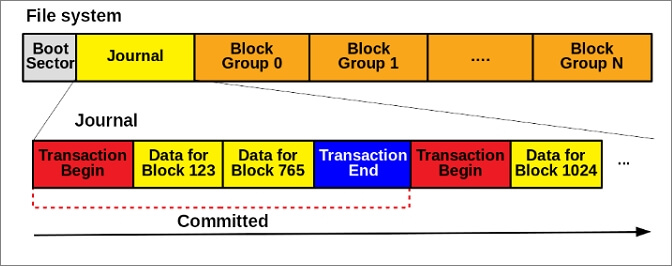 File system
Boot
Sector
Journal
Block
Group 0
Block
Group 1
....
Block
Group N
Journal
Transaction
Begin
Data for
Block 123
Data for
Block 765
Transaction
End
Transaction
Begin
Data for
Block 1024
...
Committed